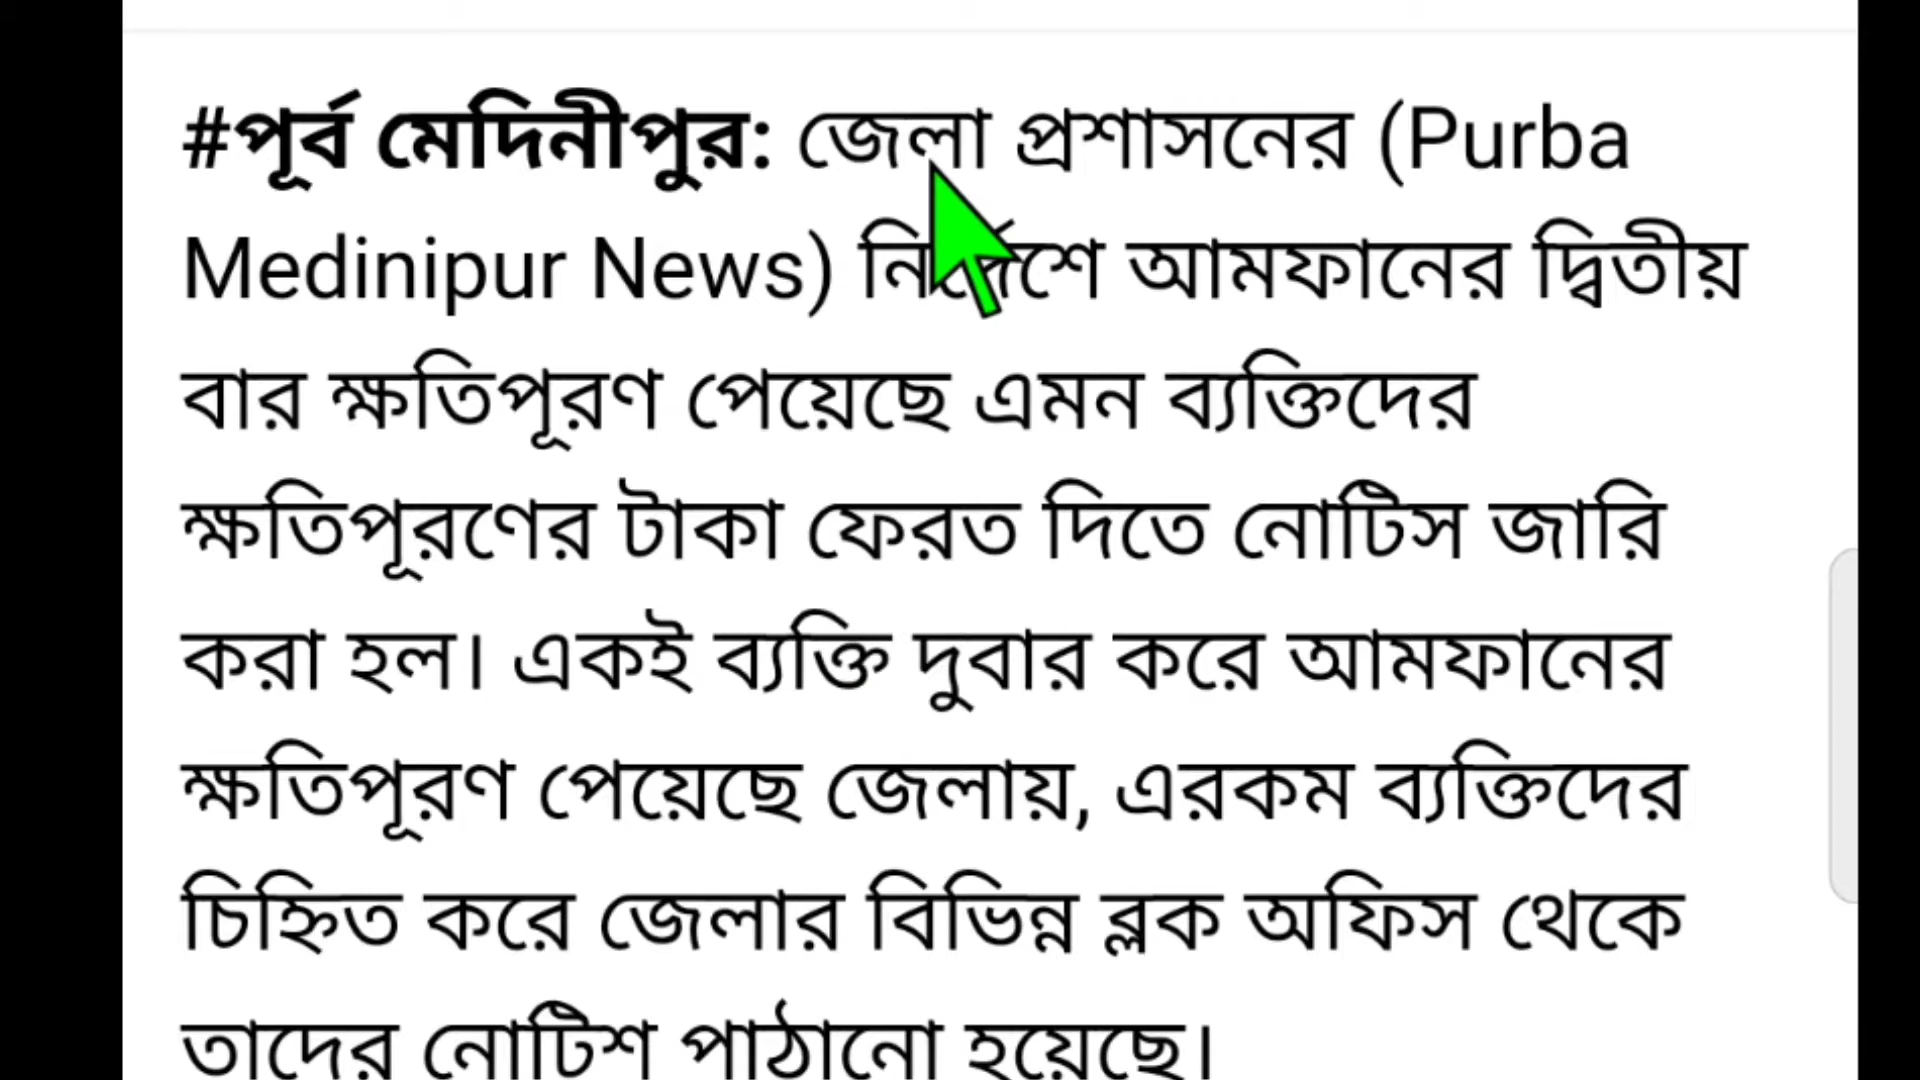 #পূর্ব মেদিনীপুর: জেলা প্রশাসনের (Purba
Medinipur News) নির্দেশে আমফানের দ্বিতীয়
বার ক্ষতিপূরণ পেয়েছে এমন ব্যক্তিদের
ক্ষতিপূরণের টাকা ফেরত দিতে নোটিস জারি
করা হল। একই ব্যক্তি দুবার করে আমফানের
ক্ষতিপূরণ পেয়েছে জেলায়, এরকম ব্যক্তিদের
চিহ্নিত করে জেলার বিভিন্ন ব্লক অফিস থেকে
তাদের নোটিশ পাঠানো হয়েছে।